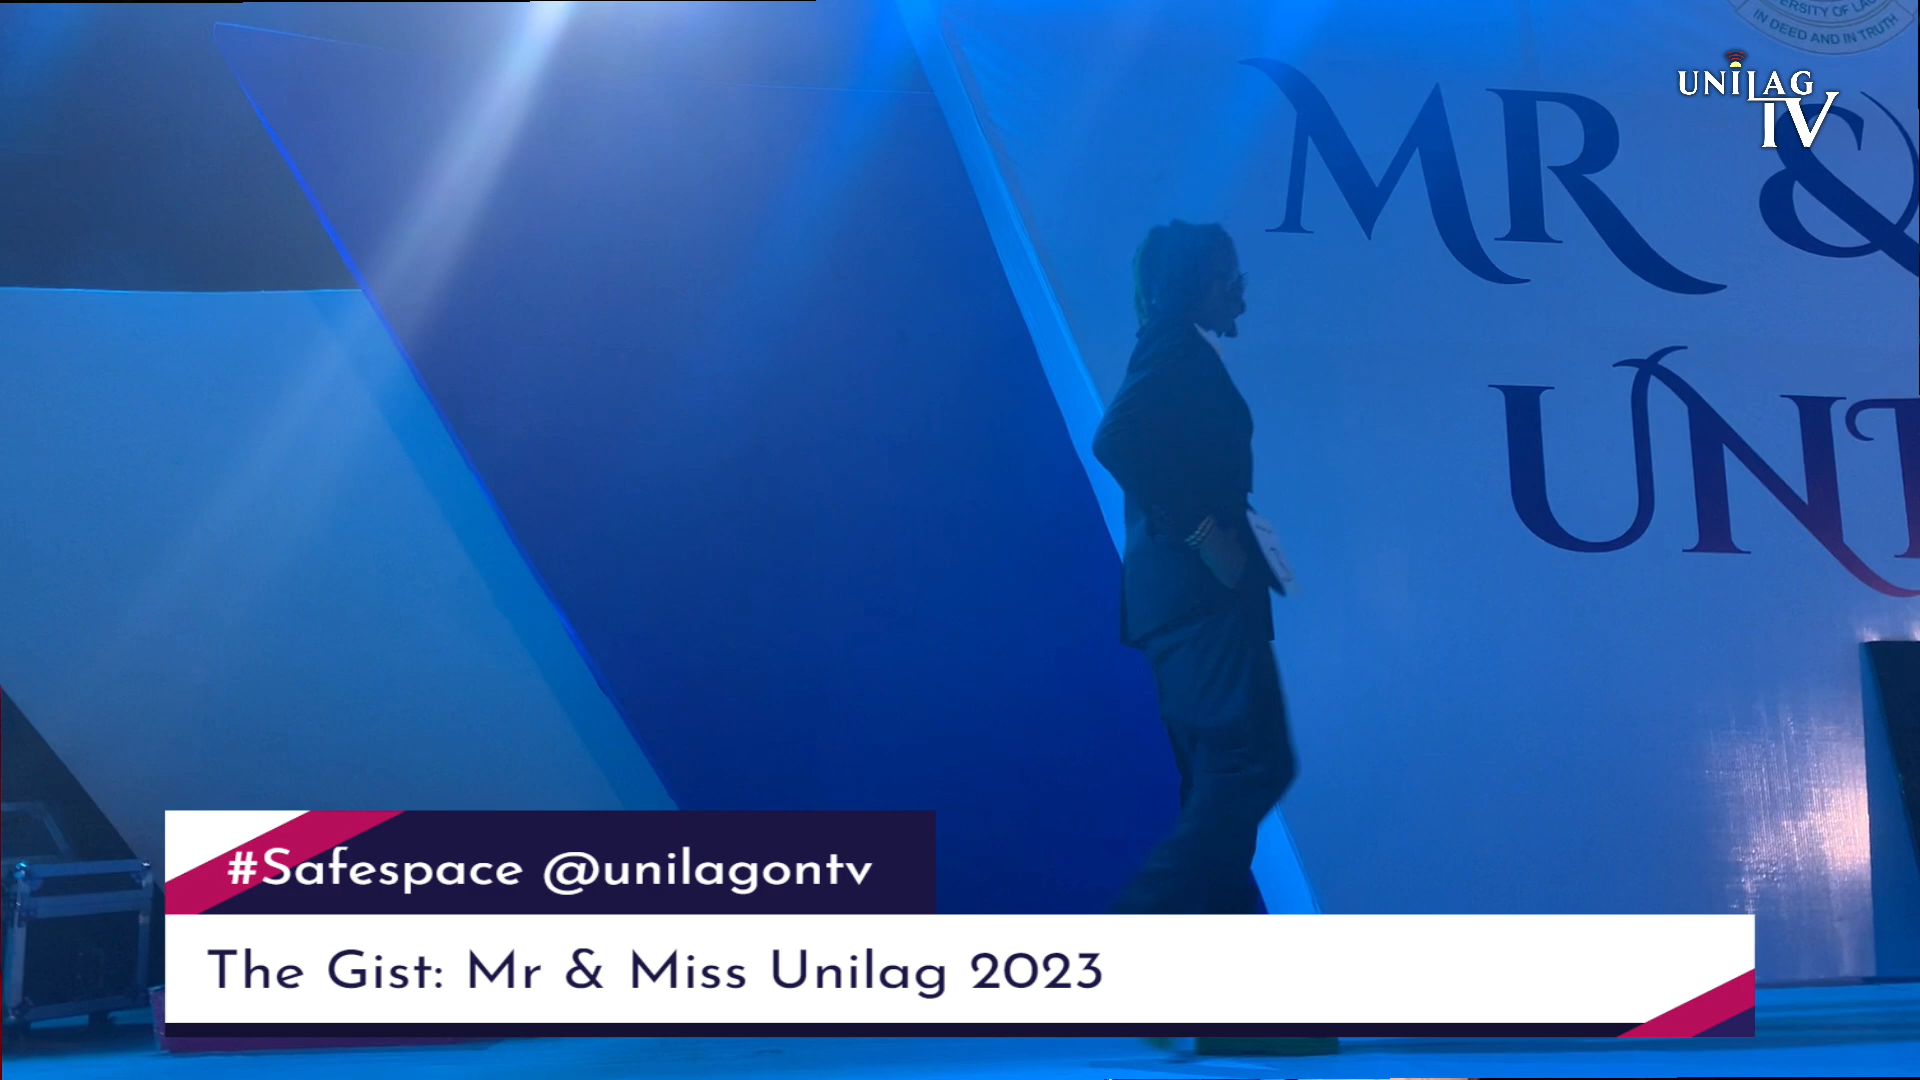 IN DEED AND IN TRUTH
UNILAG
TV
MR &
UNI
#Safespace @unilagontv
The Gist: Mr & Miss Unilag 2023